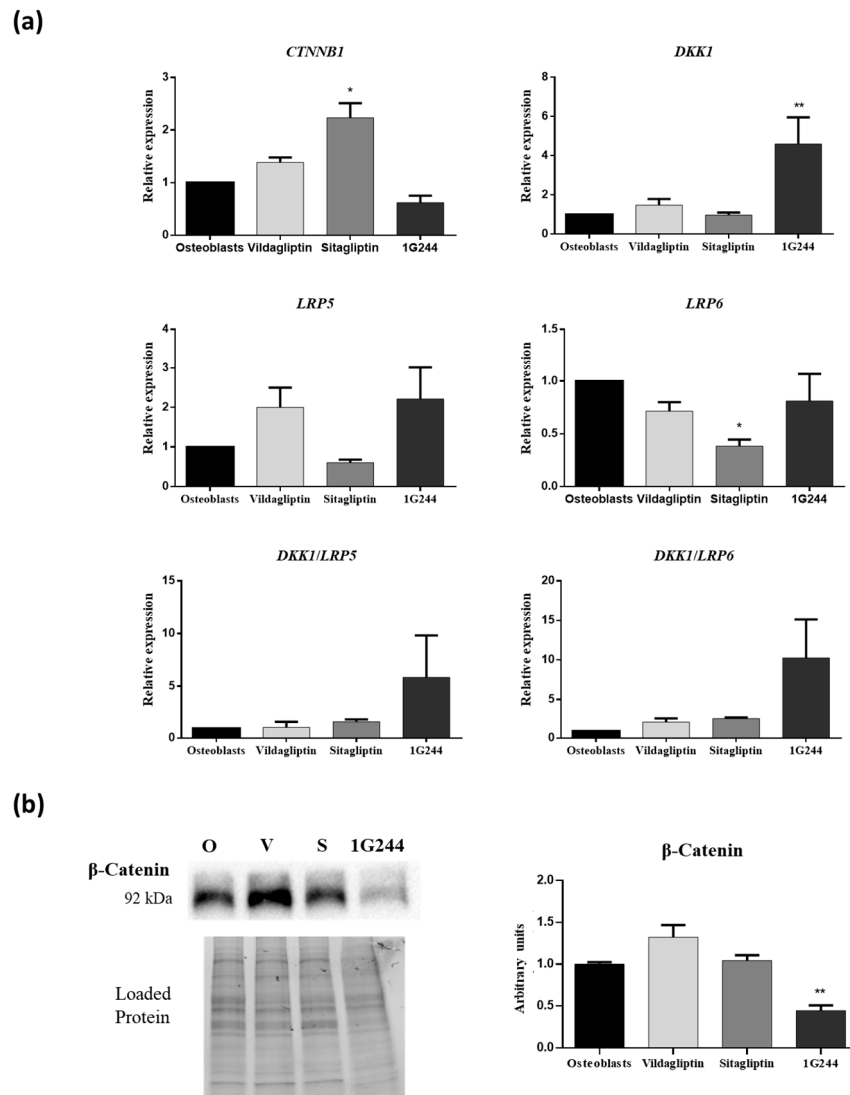 (a)
CTNNB1
Relative expression
3
2
1
0
*
Osteoblasts Vildagliptin Sitagliptin 1G244
DKK1
Relative expression
8
6
4
2
0
**
Osteoblasts Vildagliptin Sitagliptin 1G244
LRP5
Relative expression
4
3
2
1
0
Osteoblasts Vildagliptin Sitagliptin 1G244
LRP6
Relative expression
1.5
1.0
0.5
0.0
*
Osteoblasts Vildagliptin Sitagliptin 1G244
DKK1/LRP5
Relative expression
15
10
5
0
Osteoblasts Vildagliptin Sitagliptin 1G244
DKK1/LRP6
Relative expression
20
15
10
5
0
Osteoblasts Vildagliptin Sitagliptin 1G244
(b)
O V S 1G244
β-Catenin
92 kDa
Loaded
Protein
β-Catenin
Arbitrary units
2.0
1.5
1.0
0.5
0.0
**
Osteoblasts Vildagliptin Sitagliptin 1G244